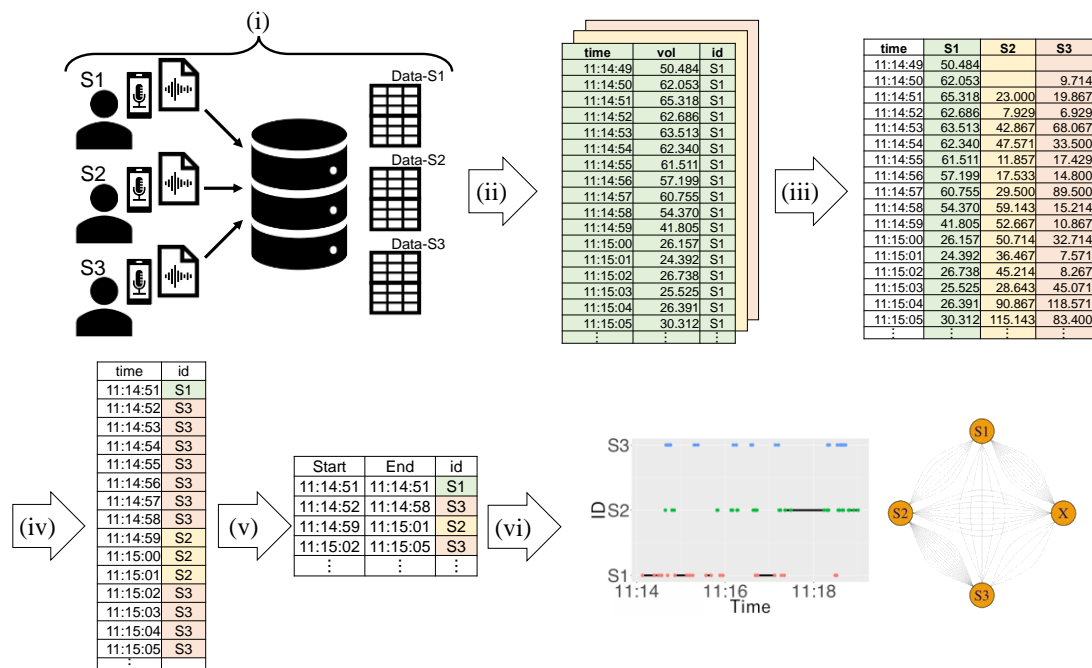 (i)
S1
S2
S3
Data-S1
Data-S2
Data-S3
(ii)
time vol id
11:14:49 50.484 S1
11:14:50 62.053 S1
11:14:51 65.318 S1
11:14:52 62.686 S1
11:14:53 63.513 S1
11:14:54 62.340 S1
11:14:55 61.511 S1
11:14:56 57.199 S1
11:14:57 60.755 S1
11:14:58 54.370 S1
11:14:59 41.805 S1
11:15:00 26.157 S1
11:15:01 24.392 S1
11:15:02 26.738 S1
11:15:03 25.525 S1
11:15:04 26.391 S1
11:15:05 30.312 S1
⋮ ⋮ ⋮
(iii)
time S1 S2 S3
11:14:49 50.484
11:14:50 62.053 9.714
11:14:51 65.318 23.000 19.867
11:14:52 62.686 7.929 6.929
11:14:53 63.513 42.867 68.067
11:14:54 62.340 47.571 33.500
11:14:55 61.511 11.857 17.429
11:14:56 57.199 17.533 14.800
11:14:57 60.755 29.500 89.500
11:14:58 54.370 59.143 15.214
11:14:59 41.805 52.667 10.867
11:15:00 26.157 50.714 32.714
11:15:01 24.392 36.467 7.571
11:15:02 26.738 45.214 8.267
11:15:03 25.525 28.643 45.071
11:15:04 26.391 90.867 118.571
11:15:05 30.312 115.143 83.400
⋮ ⋮ ⋮ ⋮
(iv)
time id
11:14:51 S1
11:14:52 S3
11:14:53 S3
11:14:54 S3
11:14:55 S3
11:14:56 S3
11:14:57 S3
11:14:58 S3
11:14:59 S2
11:15:00 S2
11:15:01 S2
11:15:02 S3
11:15:03 S3
11:15:04 S3
11:15:05 S3
⋮
(v)
Start End id
11:14:51 11:14:51 S1
11:14:52 11:14:58 S3
11:14:59 11:15:01 S2
11:15:02 11:15:05 S3
⋮ ⋮ ⋮
(vi)
S3
S2
S1
ID
11:14 11:16 11:18
Time
S1
S2
X
S3